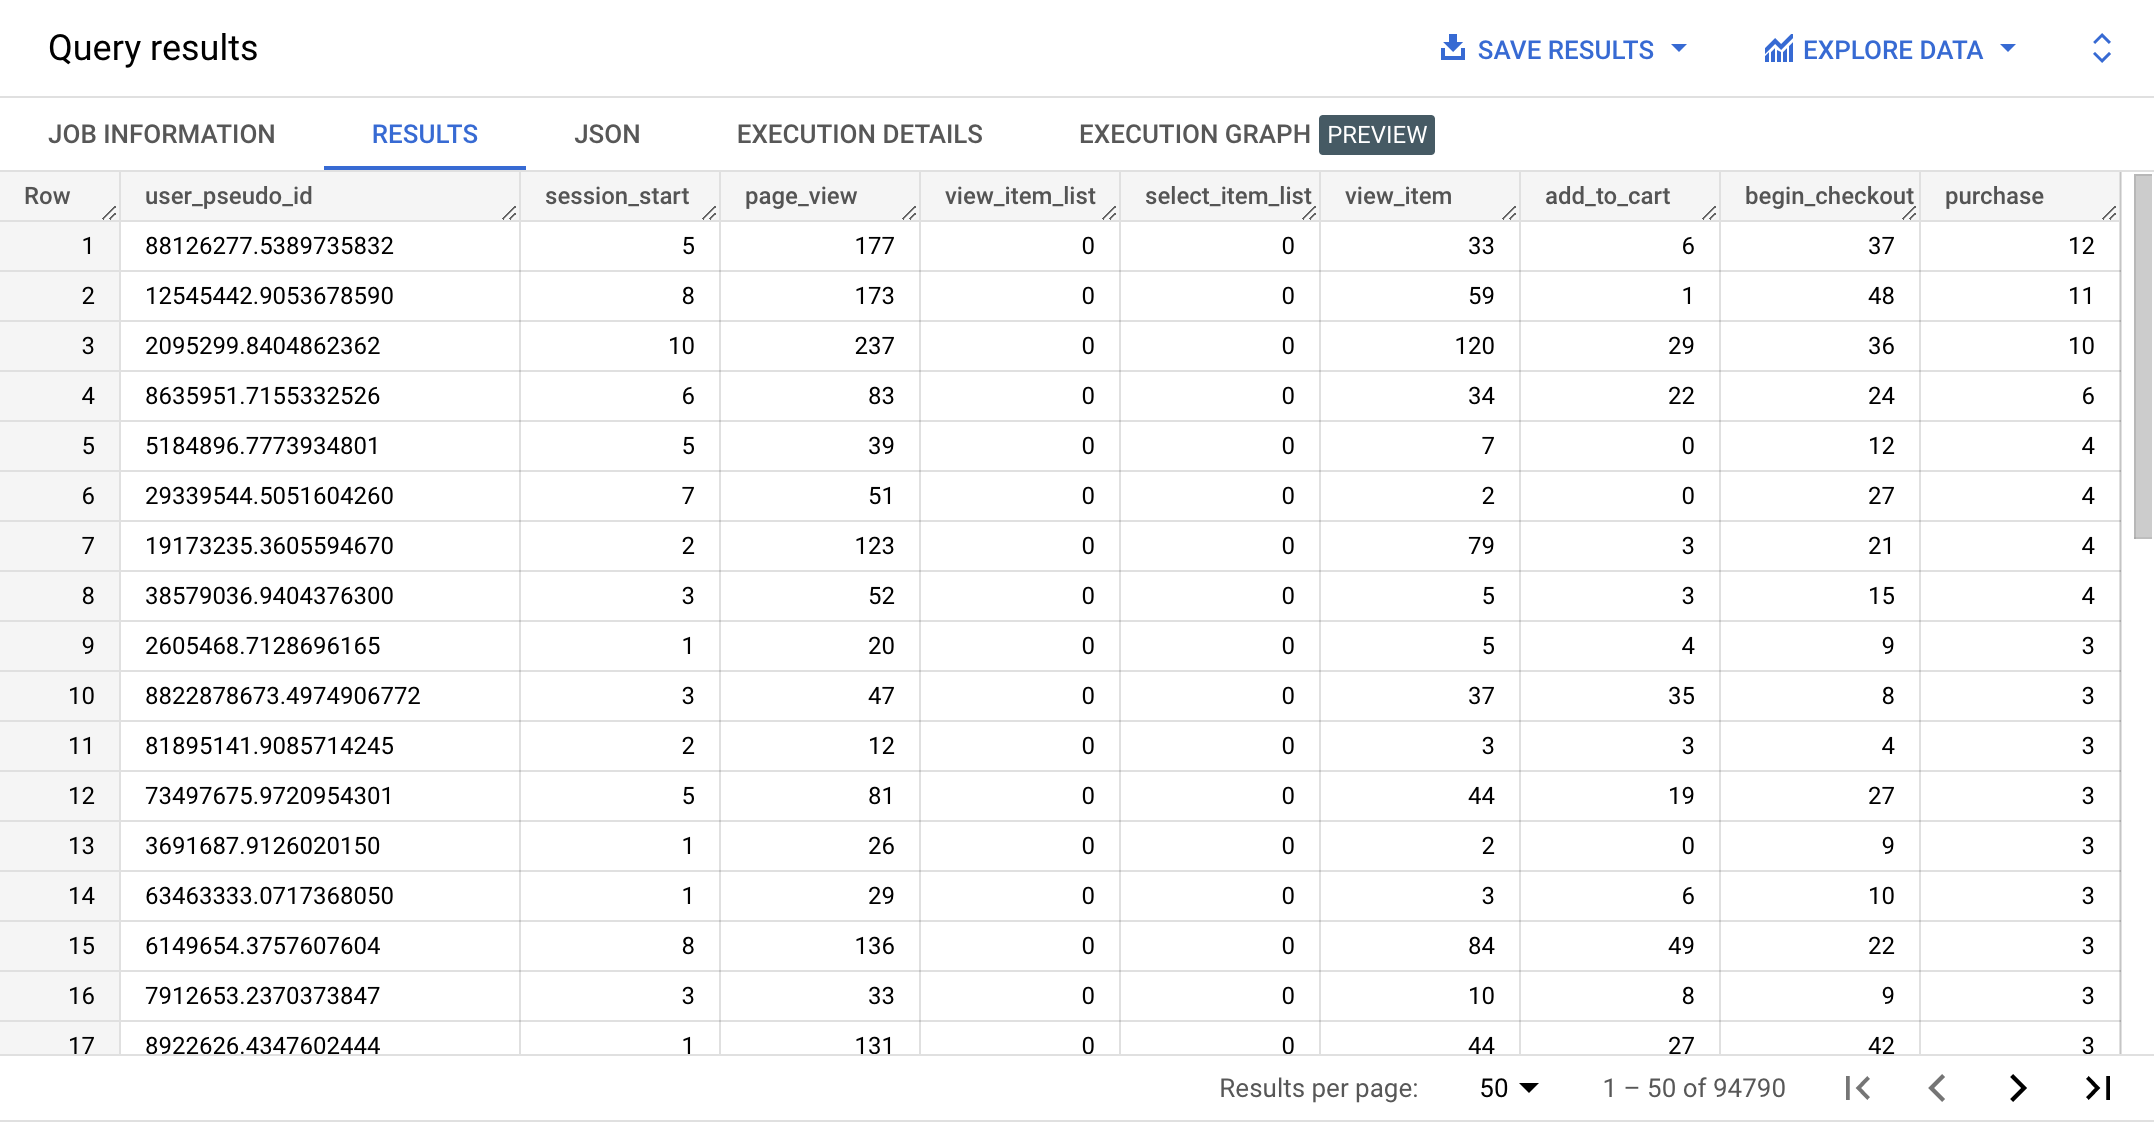 Query results SAVE RESULTS EXPLORE DATA
JOB INFORMATION RESULTS JSON EXECUTION DETAILS EXECUTION GRAPH PREVIEW
Row user_pseudo_id session_start page_view view_item_list select_item_list view_item add_to_cart begin_checkout purchase
1 88126277.5389735832 5 177 0 0 33 6 37 12
2 12545442.9053678590 8 173 0 0 59 1 48 11
3 2095299.8404862362 10 237 0 0 120 29 36 10
4 8635951.7155332526 6 83 0 0 34 22 24 6
5 5184896.7773934801 5 39 0 0 7 0 12 4
6 29339544.5051604260 7 51 0 0 2 0 27 4
7 19173235.3605594670 2 123 0 0 79 3 21 4
8 38579036.9404376300 3 52 0 0 5 3 15 4
9 2605468.7128696165 1 20 0 0 5 4 9 3
10 8822878673.4974906772 3 47 0 0 37 35 8 3
11 81895141.9085714245 2 12 0 0 3 3 4 3
12 73497675.9720954301 5 81 0 0 44 19 27 3
13 3691687.9126020150 1 26 0 0 2 0 9 3
14 63463333.0717368050 1 29 0 0 3 6 10 3
15 6149654.3757607604 8 136 0 0 84 49 22 3
16 7912653.2370373847 3 33 0 0 10 8 9 3
17 8922626.4347602444 1 131 0 0 44 27 42 3
Results per page: 50 1 – 50 of 94790